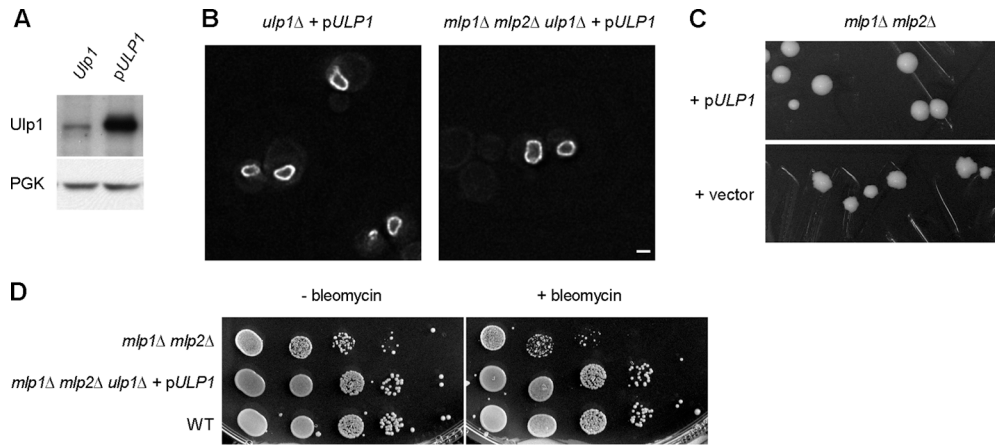 A
Ulp1
pULP1
Ulp1
PGK
B
ulp1Δ + pULP1
mlp1Δ mlp2Δ ulp1Δ + pULP1
C
mlp1Δ mlp2Δ
+ pULP1
+ vector
D
- bleomycin
+ bleomycin
mlp1Δ mlp2Δ
mlp1Δ mlp2Δ ulp1Δ + pULP1
WT